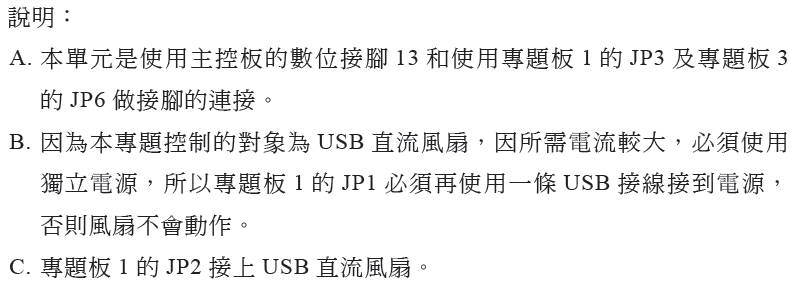 說明：
A. 本單元是使用主控板的數位接腳 13 和使用專題板 1 的 JP3 及專題板 3
的 JP6 做接腳的連接。
B. 因為本專題控制的對象為 USB 直流風扇，因所需電流較大，必須使用
獨立電源，所以專題板 1 的 JP1 必須再使用一條 USB 接線接到電源，
否則風扇不會動作。
C. 專題板 1 的 JP2 接上 USB 直流風扇。